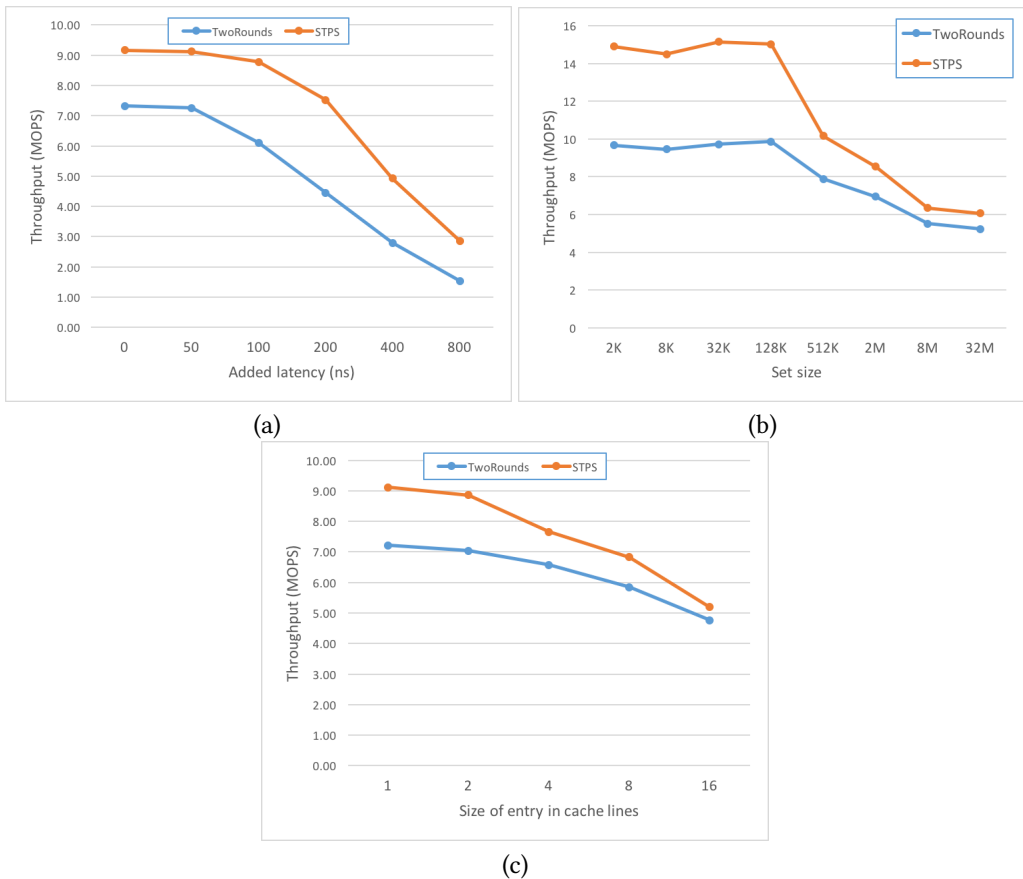 TwoRounds STPS
10.00
9.00
8.00
7.00
6.00
5.00
4.00
3.00
2.00
1.00
0.00
Throughput (MOPS)
0 50 100 200 400 800
Added latency (ns)
(a)
TwoRounds
STPS
16
14
12
10
8
6
4
2
0
Throughput (MOPS)
2K 8K 32K 128K 512K 2M 8M 32M
Set size
(b)
TwoRounds STPS
10.00
9.00
8.00
7.00
6.00
5.00
4.00
3.00
2.00
1.00
0.00
Throughput (MOPS)
1 2 4 8 16
Size of entry in cache lines
(c)